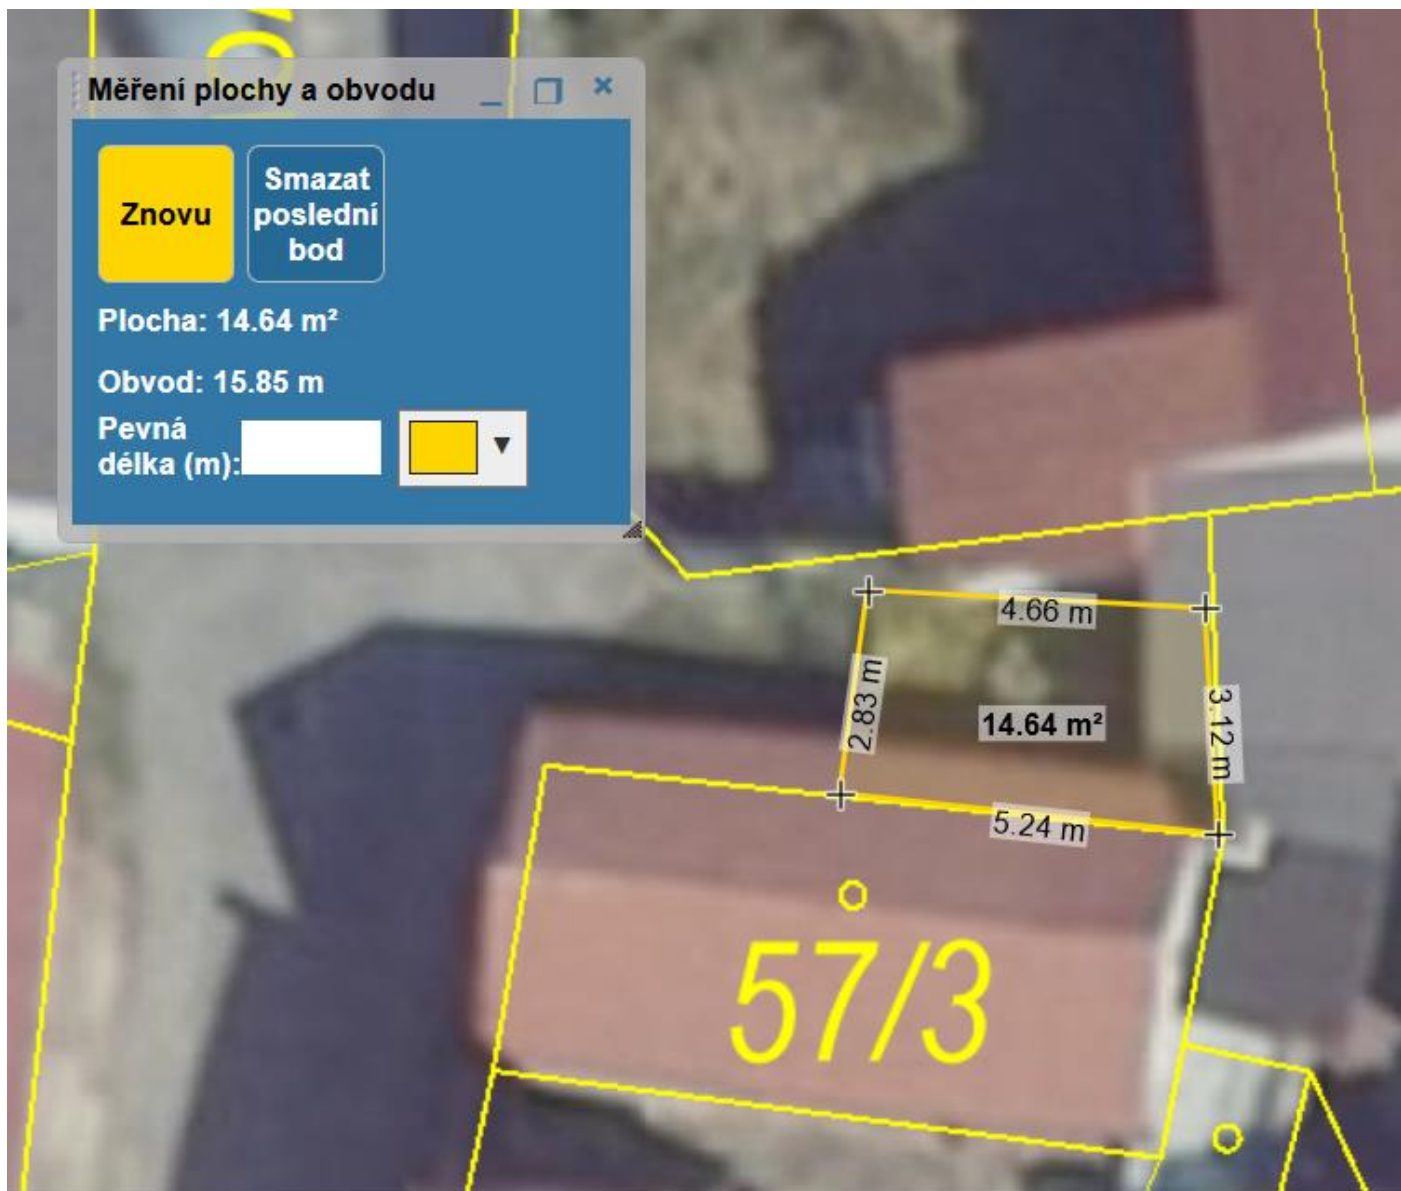 Měření plochy a obvodu
Znovu
Smazat
poslední
bod
Plocha: 14.64 m²
Obvod: 15.85 m
Pevná
délka (m):
4.66 m
2.83 m
14.64 m²
3.12 m
5.24 m
57/3